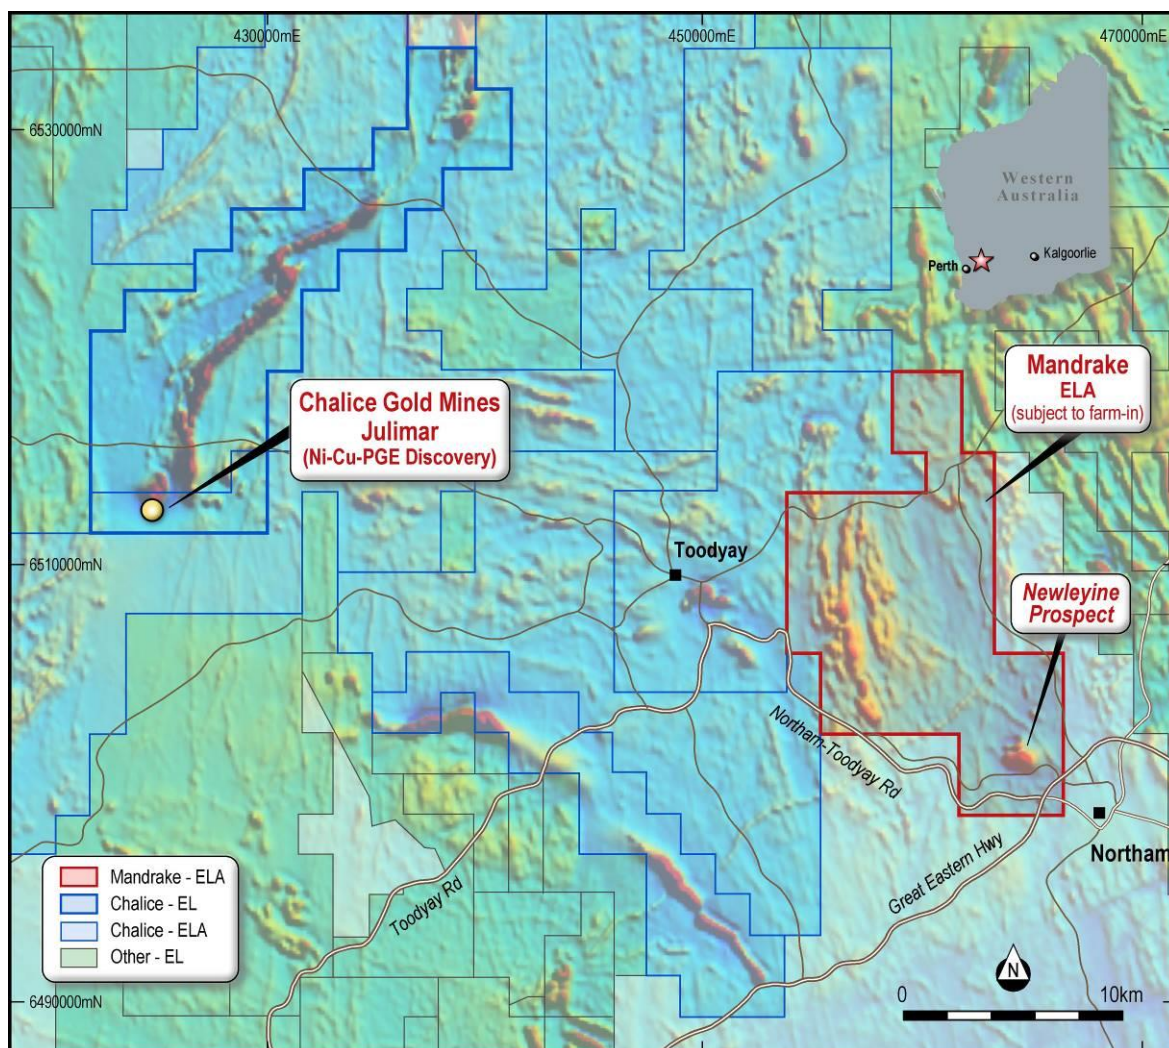 430000mE
450000mE
470000mE
6530000mN
Western
Australia
Perth
Kalgoorlie
Mandrake
ELA
(subject to farm-in)
Chalice Gold Mines
Julimar
(Ni-Cu-PGE Discovery)
6510000mN
Toodyay
Newleyine
Prospect
Northam-Toodyay Rd
Northam
Great Eastern Hwy
Toodyay Rd
Mandrake - ELA
Chalice - EL
Chalice - ELA
Other - EL
6490000mN
N
0 10km